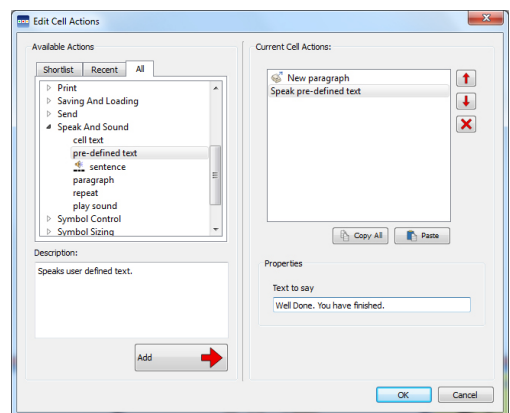 Edit Cell Actions
Available Actions
Shortlist Recent All
Print
Saving And Loading
Send
Speak And Sound
cell text
pre-defined text
sentence
paragraph
repeat
play sound
Symbol Control
Symbol Sizing
Description:
Speaks user defined text.
Add
Current Cell Actions:
New paragraph
Speak pre-defined text
Copy All Paste
Properties
Text to say
Well Done. You have finished.
OK Cancel